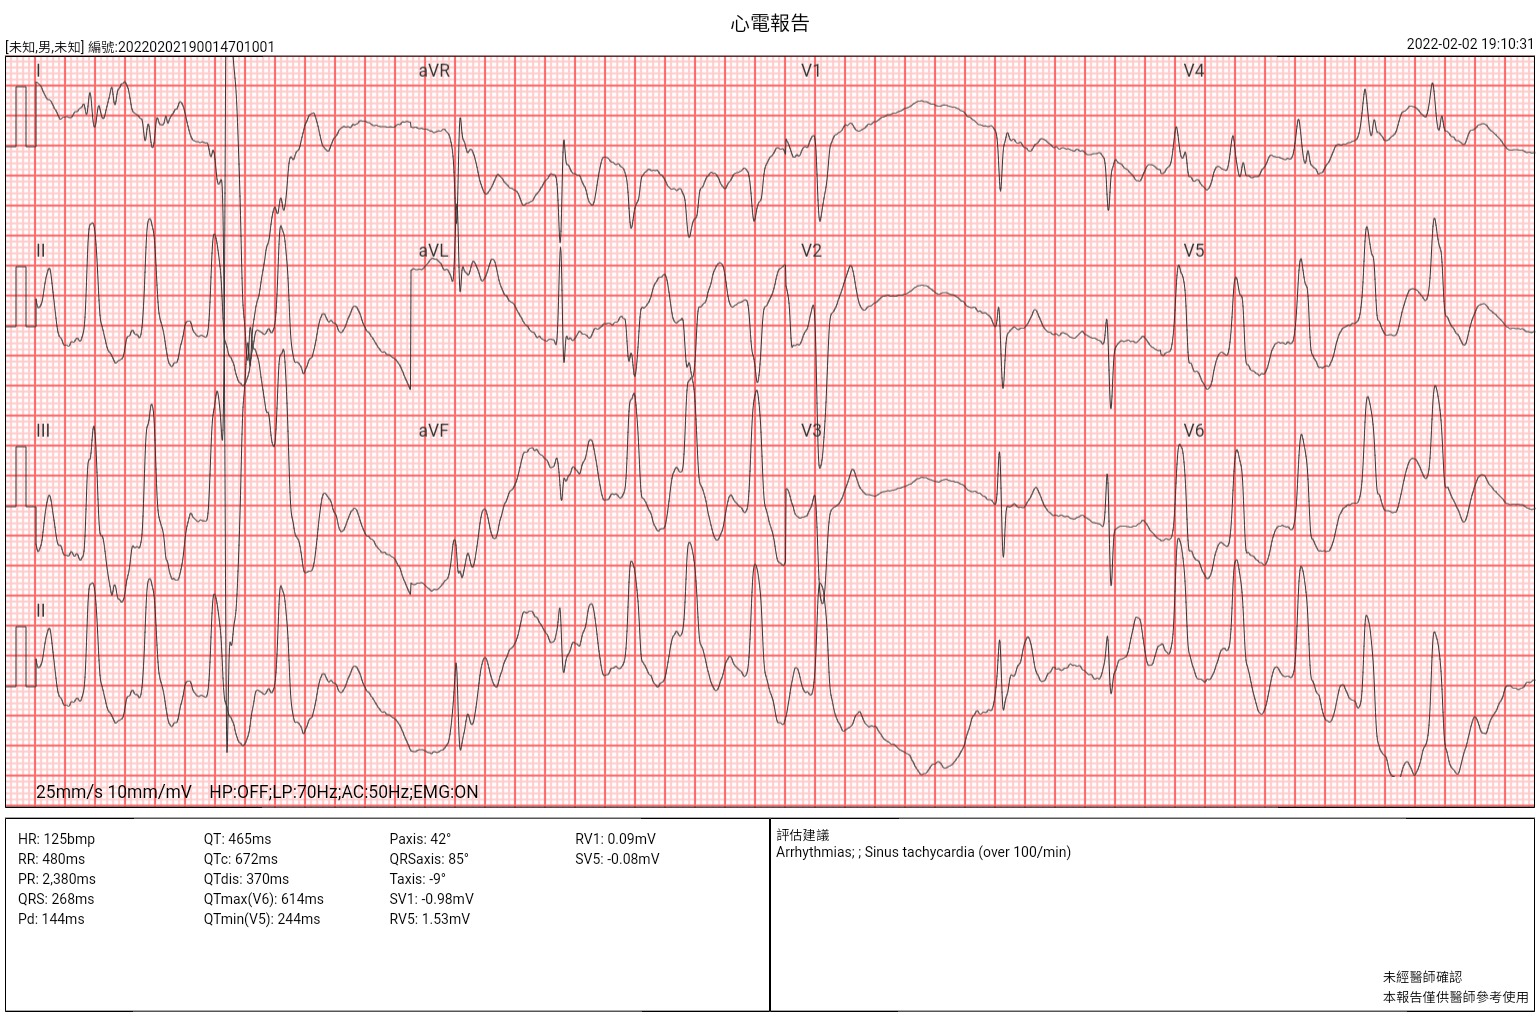 心電報告
[未知,男,未知] 編號:20220202190014701001
2022-02-02 19:10:31
I aVR V1 V4
II aVL V2 V5
III aVF V3 V6
II
25mm/s 10mm/mV HP:OFF;LP:70Hz;AC:50Hz;EMG:ON
HR: 125bmp QT: 465ms Paxis: 42° RV1: 0.09mV
RR: 480ms QTc: 672ms QRSaxis: 85° SV5: -0.08mV
PR: 2,380ms QTdis: 370ms Taxis: -9°
QRS: 268ms QTmax(V6): 614ms SV1: -0.98mV
Pd: 144ms QTmin(V5): 244ms RV5: 1.53mV
評估建議
Arrhythmias; ; Sinus tachycardia (over 100/min)
未經醫師確認
本報告僅供醫師參考使用